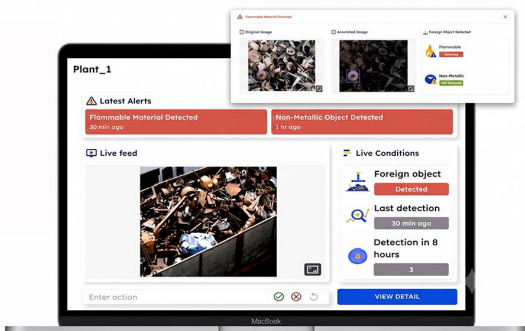 Flammable Material Detected
Original Image
Annotated Image
Foreign Object Detected
Flammable
Detected
Non-Metallic
Plant_1
Latest Alerts
Flammable Material Detected
30 min ago
Non-Metallic Object Detected
1 hr ago
Live feed
Live Conditions
Foreign object
Detected
Last detection
30 min ago
Detection in 8
hours
3
Enter action
VIEW DETAIL
MacBook